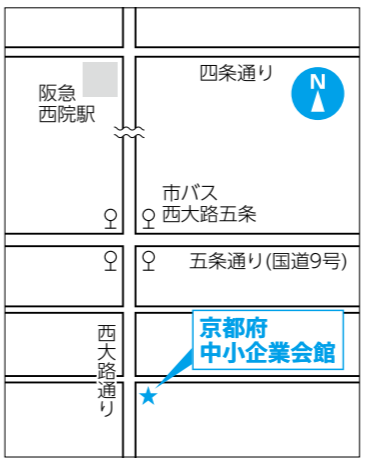 四条通り
N
阪急
西院駅
市バス
西大路五条
五条通り(国道9号)
京都府
中小企業会館
西大路通り